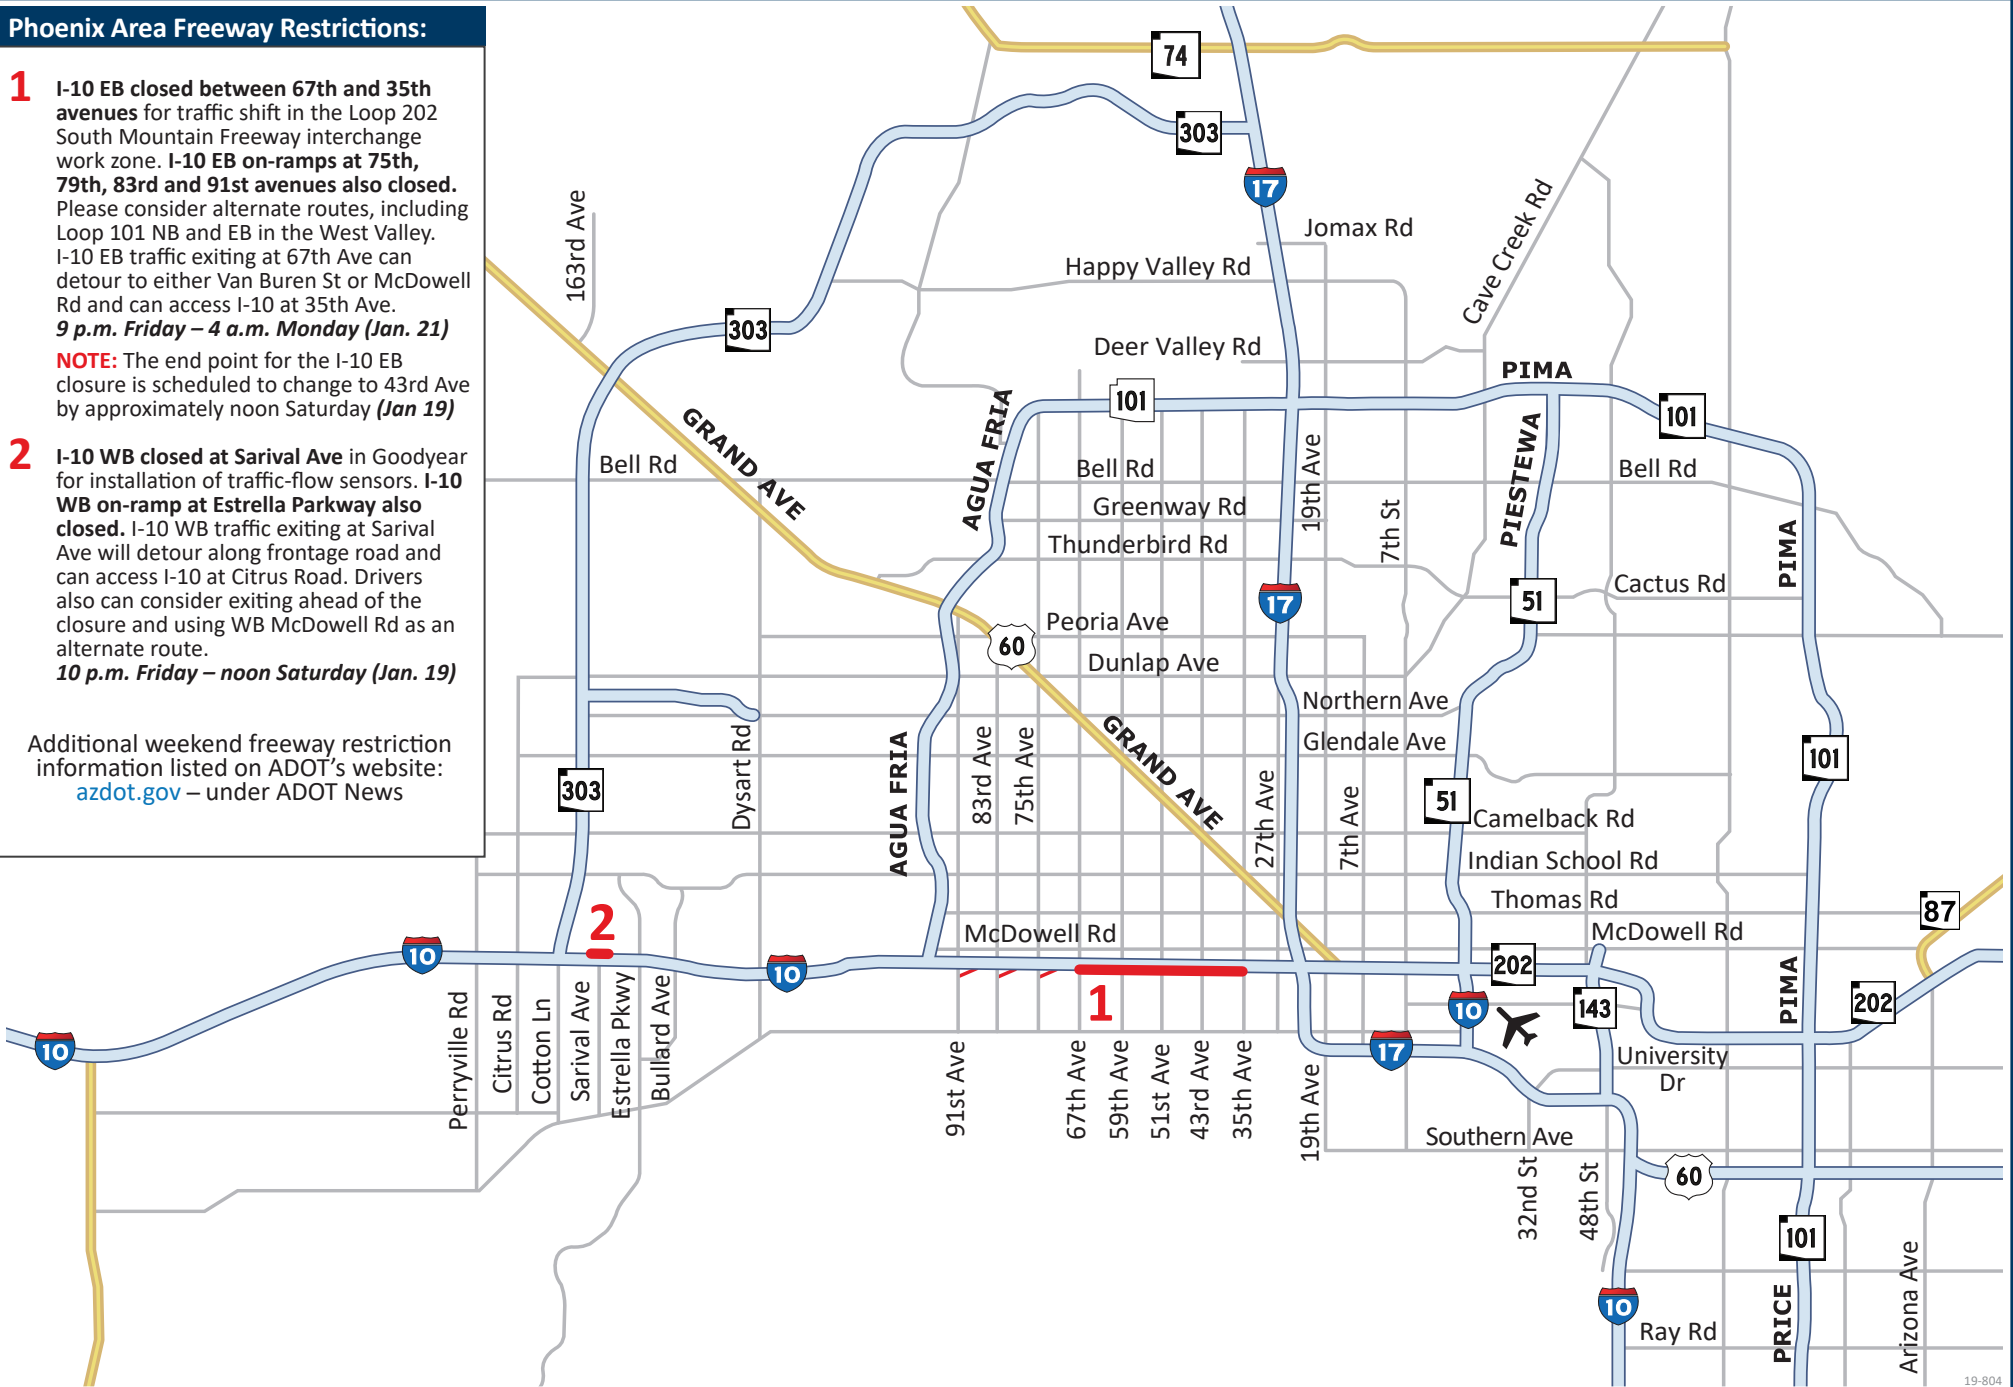 Phoenix Area Freeway Restrictions:
1
I-10 EB closed between 67th and 35th
avenues for traffic shift in the Loop 202
South Mountain Freeway interchange
work zone. I-10 EB on-ramps at 75th,
79th, 83rd and 91st avenues also closed.
Please consider alternate routes, including
Loop 101 NB and EB in the West Valley.
I-10 EB traffic exiting at 67th Ave can
detour to either Van Buren St or McDowell
Rd and can access I-10 at 35th Ave.
9 p.m. Friday – 4 a.m. Monday (Jan. 21)
NOTE: The end point for the I-10 EB
closure is scheduled to change to 43rd Ave
by approximately noon Saturday (Jan 19)
2
I-10 WB closed at Sarival Ave in Goodyear
for installation of traffic-flow sensors. I-10
WB on-ramp at Estrella Parkway also
closed. I-10 WB traffic exiting at Sarival
Ave will detour along frontage road and
can access I-10 at Citrus Road. Drivers
also can consider exiting ahead of the
closure and using WB McDowell Rd as an
alternate route.
10 p.m. Friday – noon Saturday (Jan. 19)
Additional weekend freeway restriction
information listed on ADOT's website:
azdot.gov – under ADOT News
74
303
17
163rd Ave
Jomax Rd
Happy Valley Rd
Cave Creek Rd
303
Deer Valley Rd
PIMA
101
101
GRAND AVE
AGUA FRIA
Bell Rd
Bell Rd
19th Ave
PIESTEWA
Bell Rd
Greenway Rd
7th St
Thunderbird Rd
PIMA
17
51
Cactus Rd
Peoria Ave
60
Dunlap Ave
Northern Ave
Dysart Rd
AGUA FRIA
83rd Ave
75th Ave
GRAND AVE
Glendale Ave
101
303
27th Ave
7th Ave
51
Camelback Rd
Indian School Rd
Thomas Rd
87
2
McDowell Rd
McDowell Rd
10
10
202
1
10
143
PIMA
202
10
17
University
Dr
Perryville Rd
Citrus Rd
Cotton Ln
Sarival Ave
Estrella Pkwy
Bullard Ave
91st Ave
67th Ave
59th Ave
51st Ave
43rd Ave
35th Ave
19th Ave
Southern Ave
32nd St
48th St
60
101
10
Ray Rd
PRICE
Arizona Ave
19-804